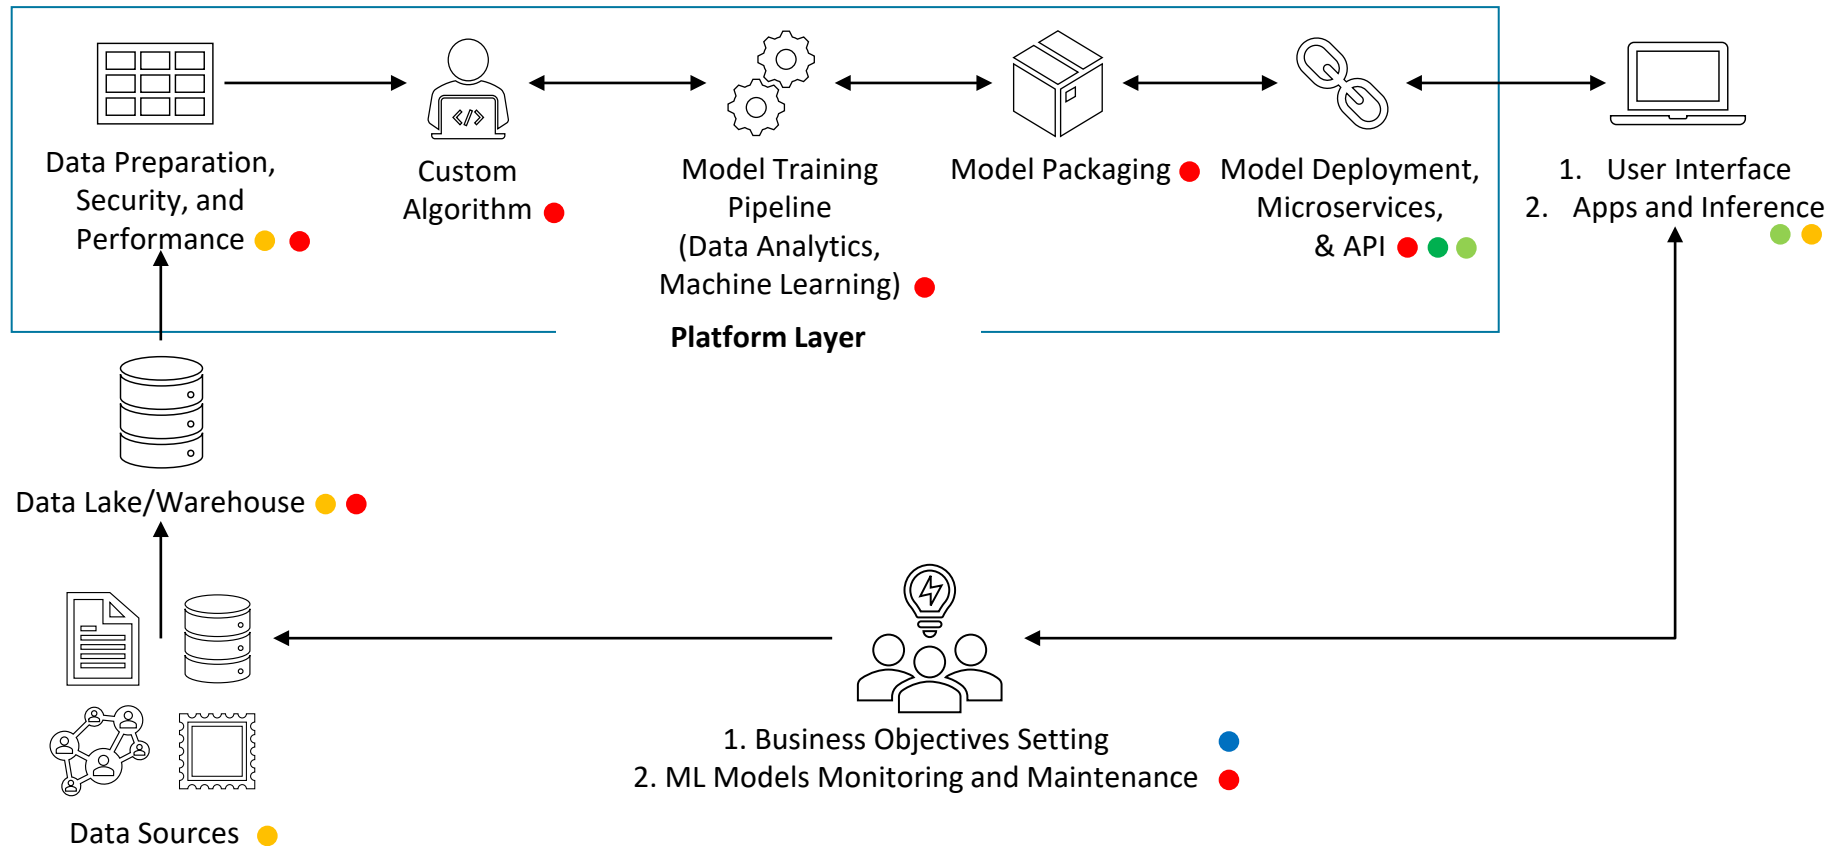 Data Preparation,
Security, and
Performance
Custom
Algorithm
</>
Model Training
Pipeline
(Data Analytics,
Machine Learning)
Model Packaging
Model Deployment,
Microservices,
& API
1. User Interface
2. Apps and Inference
Platform Layer
Data Lake/Warehouse
1. Business Objectives Setting
2. ML Models Monitoring and Maintenance
Data Sources